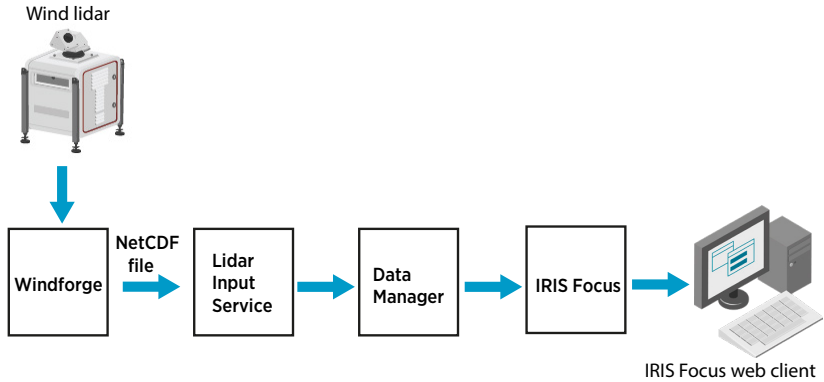 Wind lidar
Windforge
NetCDF
file
Lidar
Input
Service
Data
Manager
IRIS Focus
IRIS Focus web client